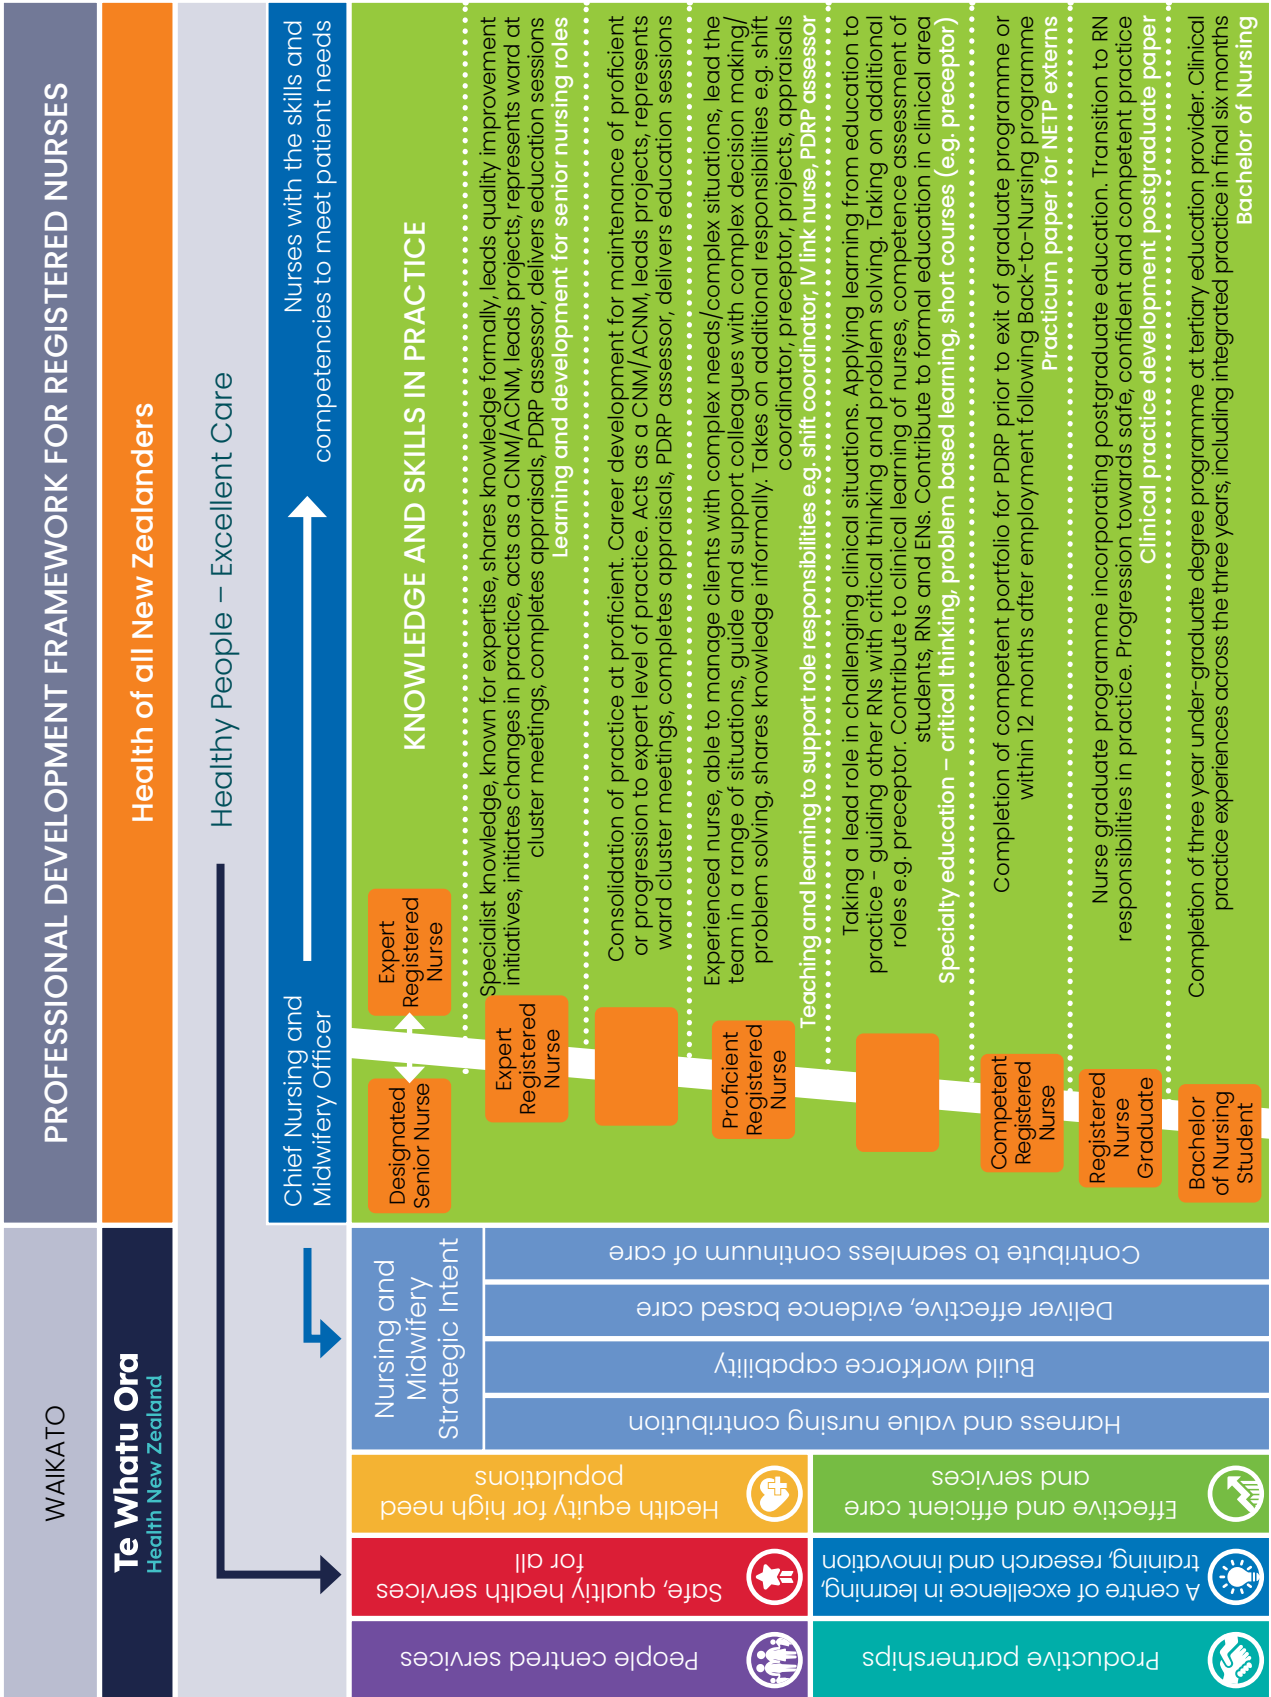 WAIKATO
PROFESSIONAL DEVELOPMENT FRAMEWORK FOR REGISTERED NURSES
Te Whatu Ora
Health New Zealand
Health of all New Zealanders
Healthy People – Excellent Care
Chief Nursing and
Midwifery Officer
Nurses with the skills and
competencies to meet patient needs
People centred services
Safe, qualtiy health services
for all
Health equity for high need
populations
Productive partnerships
A centre of excellence in learning,
training, research and innovation
Effective and efficient care
and services
Nursing and
Midwifery
Strategic Intent
Harness and value nursing contribution
Build workforce capability
Deliver effective, evidence based care
Contribute to seamless continuum of care
Designated
Senior Nurse
Expert
Registered
Nurse
KNOWLEDGE AND SKILLS IN PRACTICE
Expert
Registered
Nurse
Specialist knowledge, known for expertise, shares knowledge formally, leads quality improvement
initiatives, initiates changes in practice, acts as a CNM/ACNM, leads projects, represents ward at
cluster meetings, completes appraisals, PDRP assessor, delivers education sessions
Learning and development for senior nursing roles
Consolidation of practice at proficient. Career development for maintenance of proficient
or progression to expert level of practice. Acts as a CNM/ACNM, leads projects, represents
ward cluster meetings, completes appraisals, PDRP assessor, delivers education sessions
Proficient
Registered
Nurse
Experienced nurse, able to manage clients with complex needs/complex situations, lead the
team in a range of situations, guide and support colleagues with complex decision making/
problem solving, shares knowledge informally. Takes on additional responsibilities e.g. shift
coordinator, preceptor, projects, appraisals
Teaching and learning to support role responsibilities e.g. shift coordinator, IV link nurse, PDRP assessor
Taking a lead role in challenging clinical situations. Applying learning from education to
practice - guiding other RNs with critical thinking and problem solving. Taking on additional
roles e.g. preceptor. Contribute to clinical learning of nurses, competence assessment of
students, RNs and ENs. Contribute to formal education in clinical area
Specialty education – critical thinking, problem based learning, short courses (e.g. preceptor)
Competent
Registered
Nurse
Completion of competent portfolio for PDRP prior to exit of graduate programme or
within 12 months after employment following Back-to-Nursing programme
Practicum paper for NETP externs
Registered
Nurse
Graduate
Nurse graduate programme incorporating postgraduate education. Transition to RN
responsibilities in practice. Progression towards safe, confident and competent practice
Clinical practice development postgraduate paper
Bachelor
of Nursing
Student
Completion of three year under-graduate degree programme at tertiary education provider. Clinical
practice experiences across the three years, including integrated practice in final six months
Bachelor of Nursing